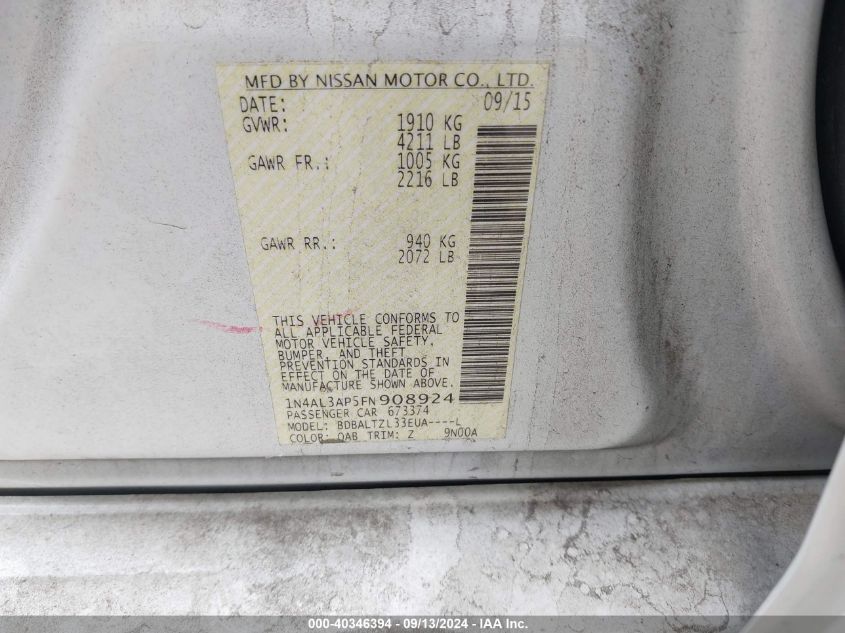 MFD BY NISSAN MOTOR CO., LTD.
DATE: 09/15
GVWR: 1910 KG
4211 LB
GAWR FR.: 1005 KG
2216 LB
GAWR RR.: 940 KG
2072 LB
THIS VEHICLE CONFORMS TO
ALL APPLICABLE FEDERAL
MOTOR VEHICLE SAFETY,
BUMPER, AND THEFT
PREVENTION STANDARDS IN
EFFECT ON THE DATE OF
MANUFACTURE SHOWN ABOVE.
1N4AL3AP5FN908924
PASSENGER CAR 673374
MODEL: BDBALTZL33EUA----L
COLOR: QAB TRIM: Z 9N00A
000-40346394 - 09/13/2024 - IAA, Inc.